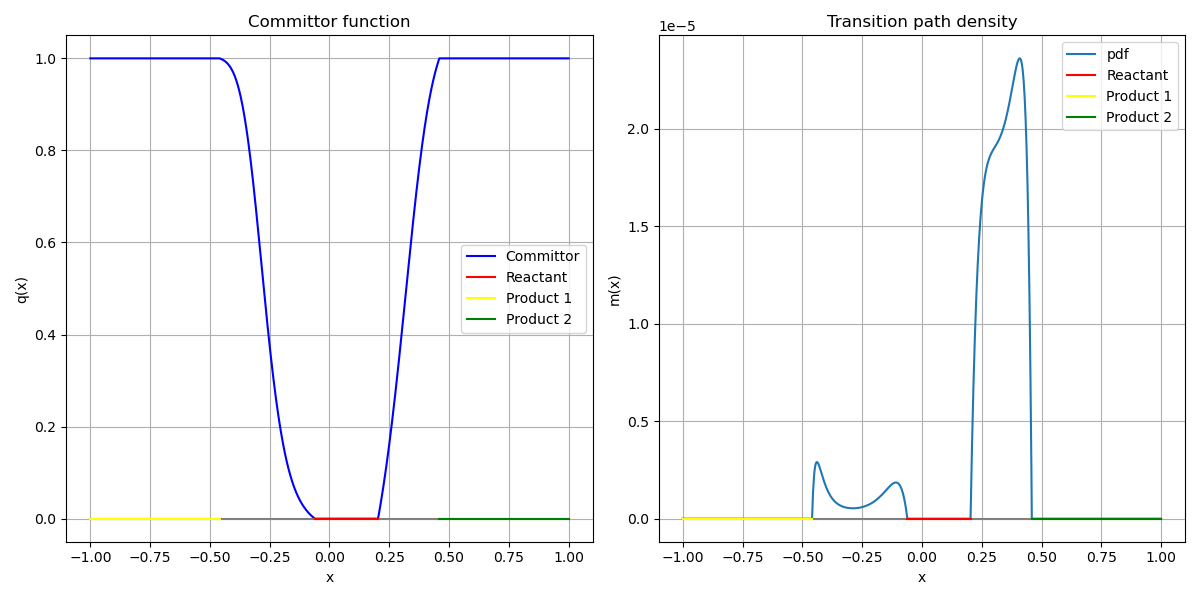 Committor function
1.0
0.8
0.6
0.4
0.2
0.0
q(x)
Committor
Reactant
Product 1
Product 2
−1.00 −0.75 −0.50 −0.25 0.00 0.25 0.50 0.75 1.00
x
Transition path density
1e−5
2.0
1.5
1.0
0.5
0.0
m(x)
pdf
Reactant
Product 1
Product 2
−1.00 −0.75 −0.50 −0.25 0.00 0.25 0.50 0.75 1.00
x